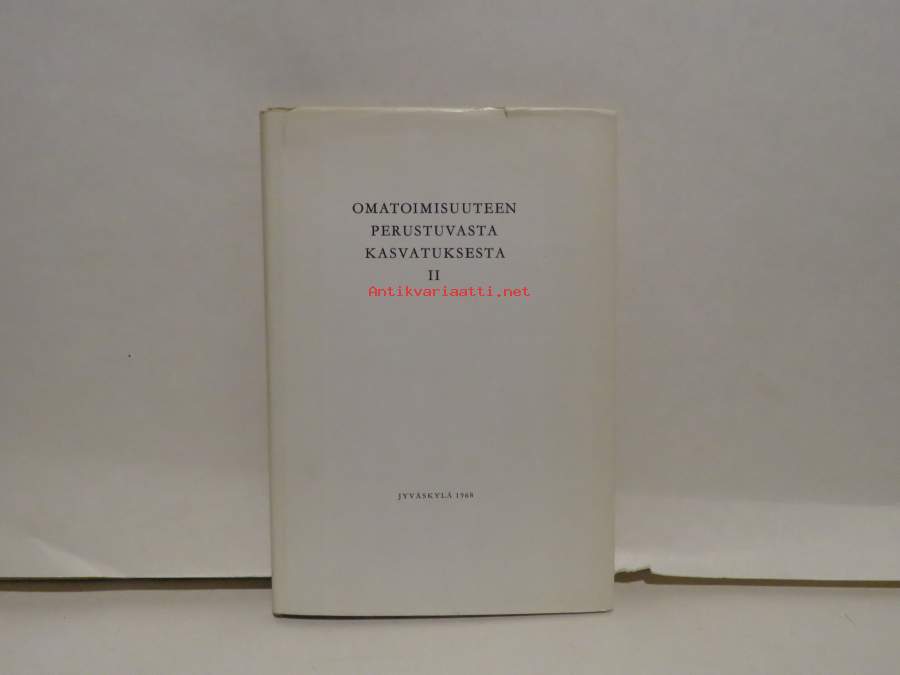 OMATOIMISUUTEEN
PERUSTUVASTA
KASVATUKSESTA
II
Antikvariaatti.net
JYVÄSKYLÄ 1968